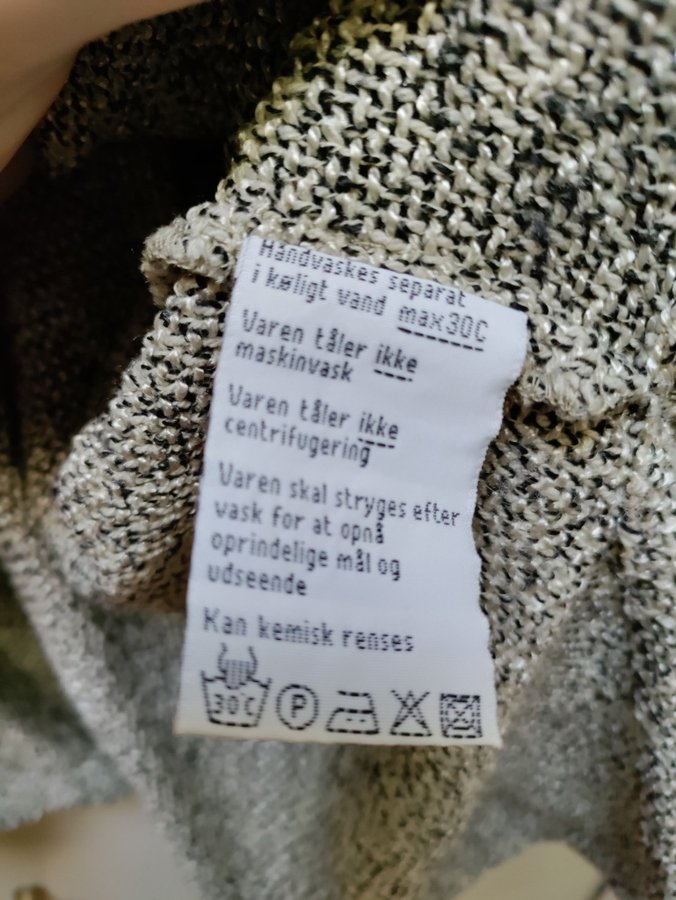 Håndvaskes separat
i køligt vand max30C
Varen tåler ikke
maskinvask
Varen tåler ikke
centrifugering
Varen skal stryges efter
vask for at opnå
oprindelige mål og
udseende
Kan kemisk renses
30°C P